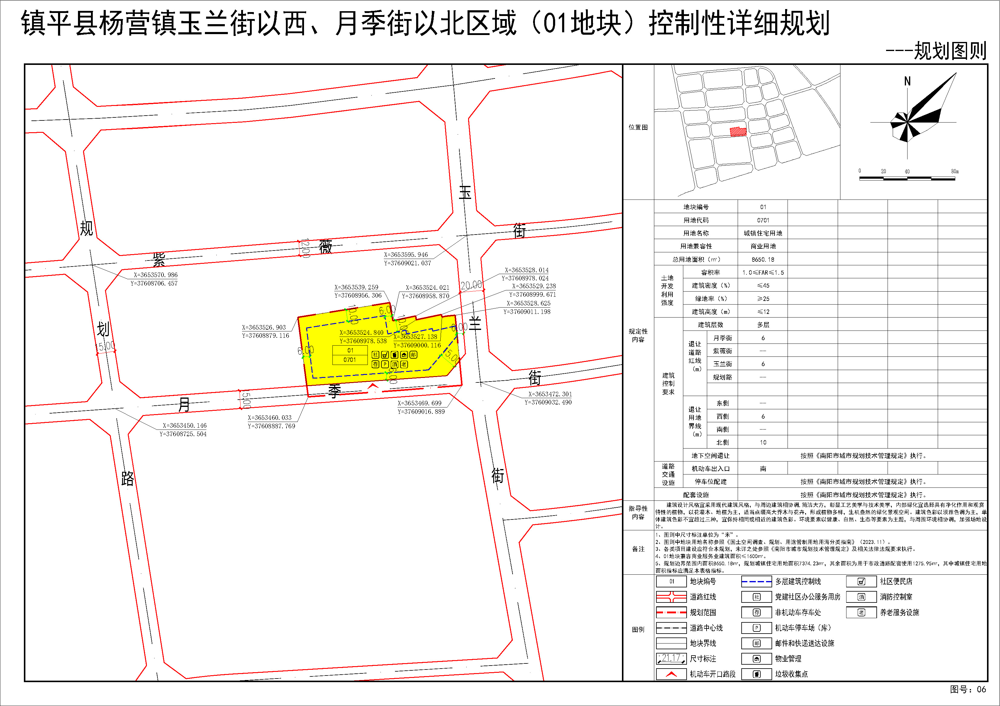 镇平县杨营镇玉兰街以西、月季街以北区域（01地块）控制性详细规划
---规划图则
规
划
路
紫
薇
街
玉
兰
街
月
季
街
12.00
20.00
15.00
15.00
X=3653595.946
Y=37609021.037
X=3653570.986
Y=37608706.457
X=3653528.014
Y=37608978.024
X=3653539.259
Y=37608956.306
X=3653524.021
Y=37608958.870
X=3653529.238
Y=37608999.671
X=3653528.625
Y=37609011.198
X=3653526.903
Y=37608879.116
X=3653524.840
Y=37608978.538
X=3653527.138
Y=37609000.116
10.00
6.00
10.00
6.00
6.00
5.00
6.00
01
0701
社
邮
存
P
消
老
X=3653472.301
Y=37609032.490
X=3653469.699
Y=37609016.889
X=3653460.033
Y=37608887.769
X=3653450.146
Y=37608725.504
位置图
N
0 20 40 80m
规定性
内容
地块编号 01
用地代码 0701
用地名称 城镇住宅用地
用地兼容性 商业用地
总用地面积（㎡） 8650.18
土地
开发
利用
强度
容积率 1.0≤FAR≤1.5
建筑密度（%） ≤45
绿地率（%） ≥25
建筑高度（m） ≤12
建筑
控制
要求
建筑层数 多层
退让
道路
红线
（m）
月季街 6
紫薇街 --
玉兰街 6
规划路 --
退让
用地
界线
（m）
东侧 --
西侧 6
南侧 --
北侧 10
地下空间退让 按照《南阳市城市规划技术管理规定》执行。
道路
交通
设施
机动车出入口 南
停车位配建 按照《南阳市城市规划技术管理规定》执行。
配套设施 按照《南阳市城市规划技术管理规定》执行。
指导性
内容
建筑设计风格宜采用现代建筑风格，与周边建筑相协调,简洁大方，彰显工艺美学与技术美学，内部绿化宜选择具有净化作用和观赏
特性的植物，以花灌木、地植为主，适当点缀高大乔木与花卉，形成植物多样，生机盎然的绿化景观空间。建筑色彩以淡雅色调为主，单
体建筑色彩不宜超过三种，宜保持相同或相近的建筑色彩。环境要素以健康、自然、生态等要素为主题，与周围环境相协调，加强场地设
计。
备注
1、图则中尺寸标注单位为“米”。
2、图则中地块用地名称参照《国土空间调查、规划、用途管制用地用海分类指南》（2023.11）。
3、各类项目建设应符合本规划，未详之处参照《南阳市城市规划技术管理规定》及相关法律法规要求执行。
4、01地块兼容商业服务业建筑面积≤1600㎡。
5、规划边界范围内面积8650.18㎡，规划城镇住宅用地面积7374.23㎡，其余面积为用于市政道路配套使用1275.95㎡，其中城镇住宅用地
面积指标应满足本表格指标。
图例
01 地块编号
道路红线
规划范围
道路中心线
地块界线
21.17 尺寸标注
机动车开口路段
多层建筑控制线
社 党建社区办公服务用房
存 非机动车存车处
P 机动车停车场（库）
邮 邮件和快递送达设施
物业管理
垃圾收集点
社区便民店
消 消防控制室
老 养老服务设施
图号：06